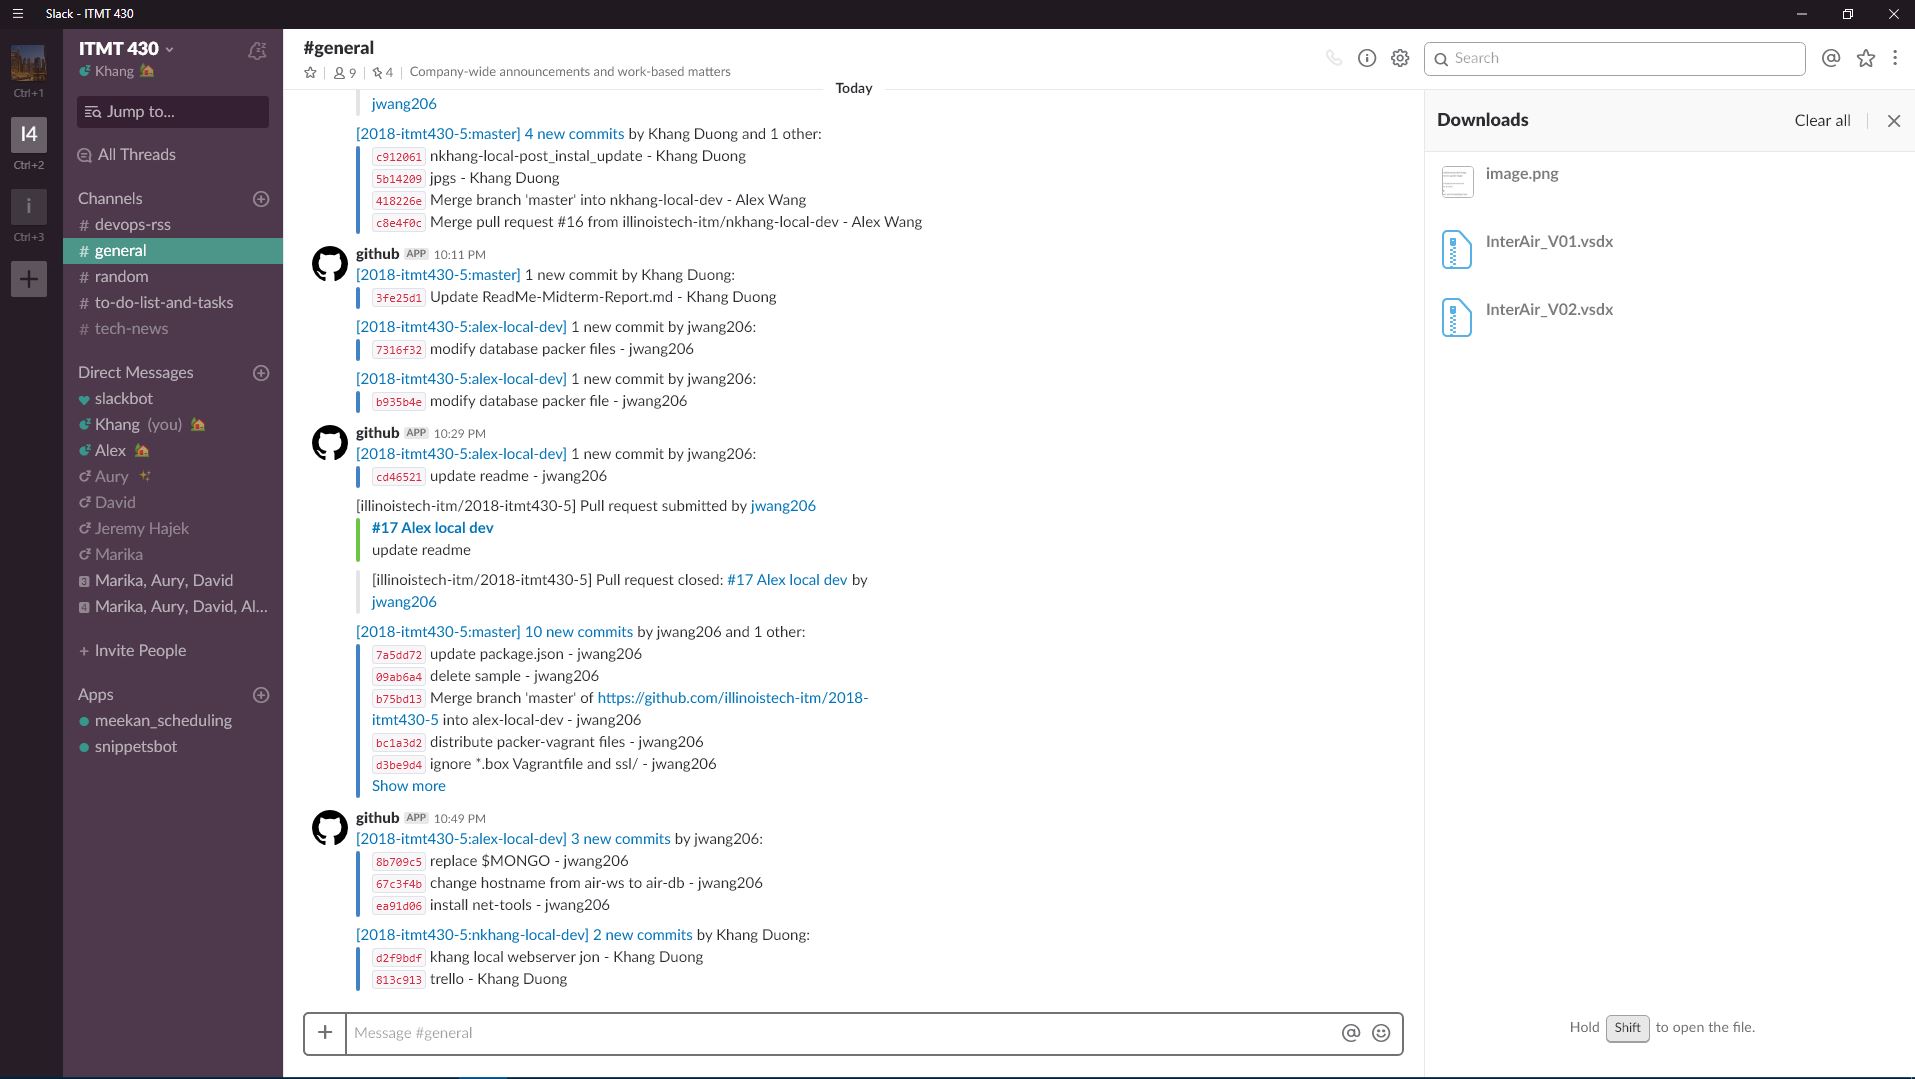 Slack - ITMT 430
Ctrl+1
I4
Ctrl+2
i
Ctrl+3
ITMT 430
Khang
Jump to...
All Threads
Channels
# devops-rss
# general
# random
# to-do-list-and-tasks
# tech-news
Direct Messages
slackbot
Khang (you)
Alex
Aury
David
Jeremy Hajek
Marika
3 Marika, Aury, David
4 Marika, Aury, David, Al...
+ Invite People
Apps
meekan_scheduling
snippetsbot
#general
9 | 4 | Company-wide announcements and work-based matters
Search
Today
jwang206
[2018-itmt430-5:master] 4 new commits by Khang Duong and 1 other:
c912061 nkhang-local-post_instal_update - Khang Duong
5b14209 jpgs - Khang Duong
418226e Merge branch 'master' into nkhang-local-dev - Alex Wang
c8e4f0c Merge pull request #16 from illinoistech-itm/nkhang-local-dev - Alex Wang
github APP 10:11 PM
[2018-itmt430-5:master] 1 new commit by Khang Duong:
3fe25d1 Update ReadMe-Midterm-Report.md - Khang Duong
[2018-itmt430-5:alex-local-dev] 1 new commit by jwang206:
7316f32 modify database packer files - jwang206
[2018-itmt430-5:alex-local-dev] 1 new commit by jwang206:
b935b4e modify database packer file - jwang206
github APP 10:29 PM
[2018-itmt430-5:alex-local-dev] 1 new commit by jwang206:
cd46521 update readme - jwang206
[illinoistech-itm/2018-itmt430-5] Pull request submitted by jwang206
#17 Alex local dev
update readme
[illinoistech-itm/2018-itmt430-5] Pull request closed: #17 Alex local dev by
jwang206
[2018-itmt430-5:master] 10 new commits by jwang206 and 1 other:
7a5dd72 update package.json - jwang206
09ab6a4 delete sample - jwang206
b75bd13 Merge branch 'master' of https://github.com/illinoistech-itm/2018-
itmt430-5 into alex-local-dev - jwang206
bc1a3d2 distribute packer-vagrant files - jwang206
d3be9d4 ignore *.box Vagrantfile and ssl/ - jwang206
Show more
github APP 10:49 PM
[2018-itmt430-5:alex-local-dev] 3 new commits by jwang206:
8b709c5 replace $MONGO - jwang206
67c3f4b change hostname from air-ws to air-db - jwang206
ea91d06 install net-tools - jwang206
[2018-itmt430-5:nkhang-local-dev] 2 new commits by Khang Duong:
d2f9bdf khang local webserver jon - Khang Duong
813c913 trello - Khang Duong
+ Message #general
Downloads
Clear all
image.png
InterAir_V01.vsdx
InterAir_V02.vsdx
Hold Shift to open the file.